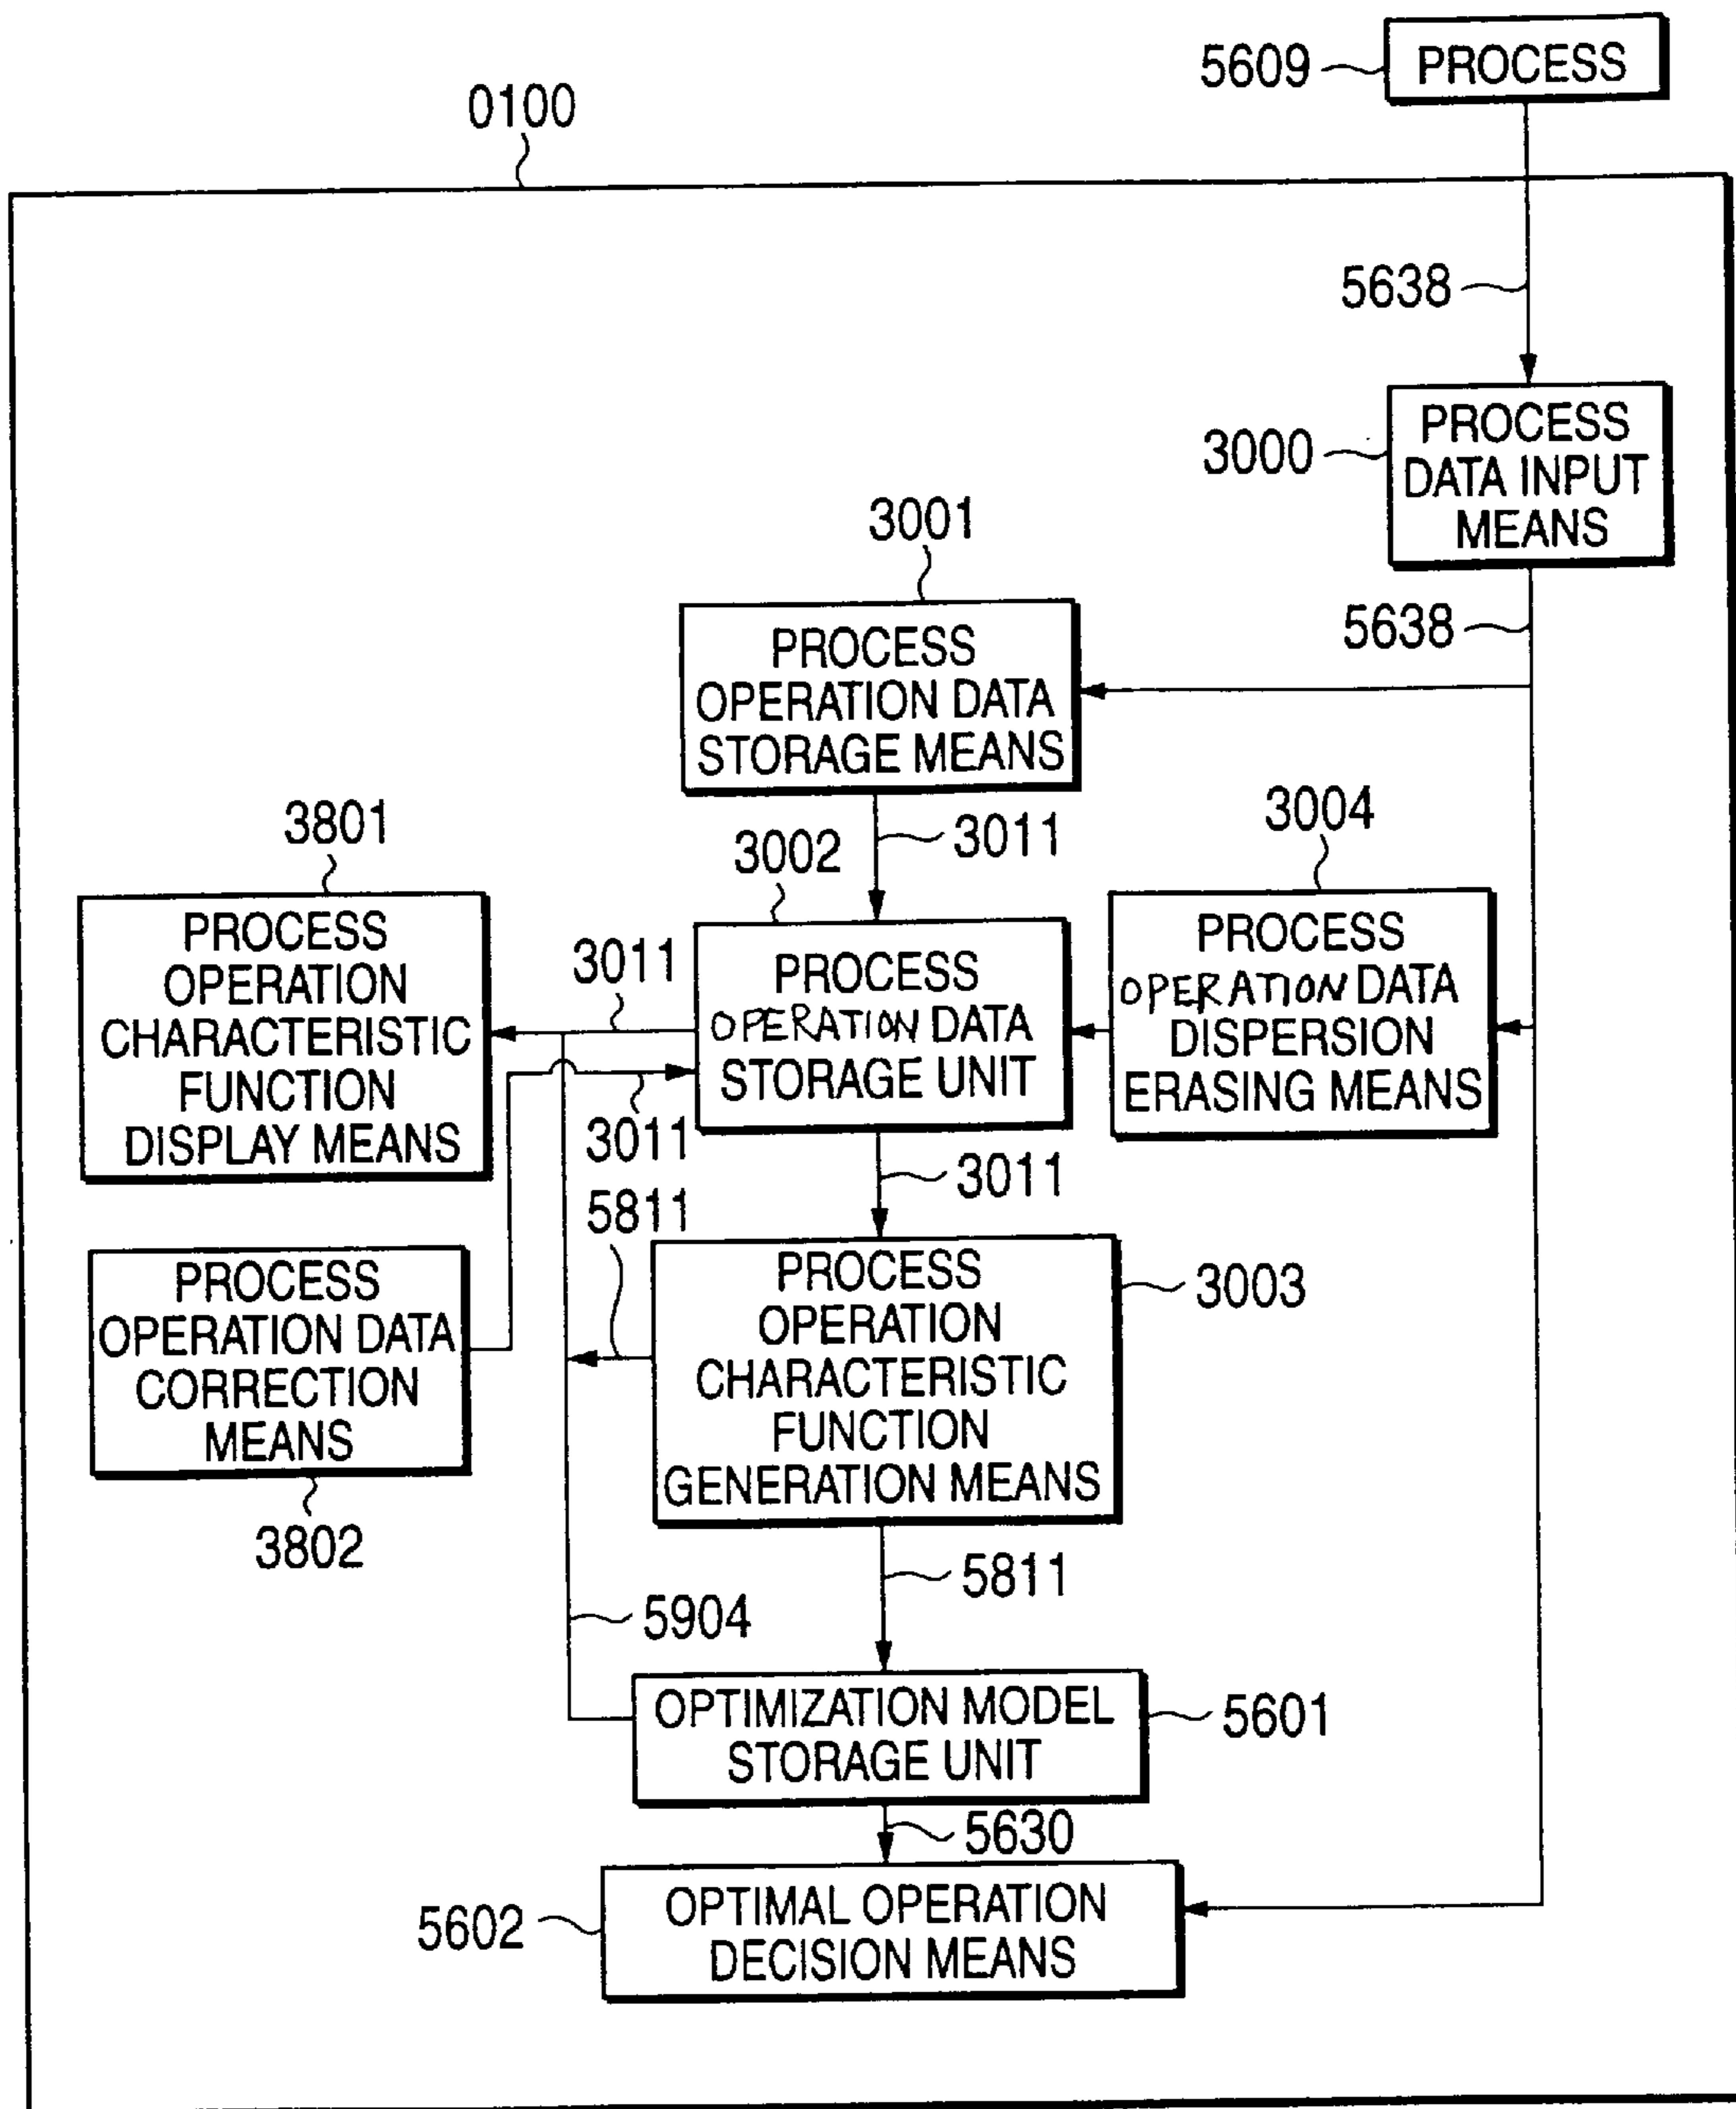 5609
PROCESS
0100
5638
3000
PROCESS
DATA INPUT
MEANS
3001
5638
PROCESS
OPERATION DATA
STORAGE MEANS
3801
3002
3011
3004
PROCESS
OPERATION
CHARACTERISTIC
FUNCTION
DISPLAY MEANS
3011
PROCESS
OPERATION DATA
STORAGE UNIT
PROCESS
OPERATION DATA
DISPERSION
ERASING MEANS
3011
3011
5811
PROCESS
OPERATION DATA
CORRECTION
MEANS
3802
PROCESS
OPERATION
CHARACTERISTIC
FUNCTION
GENERATION MEANS
3003
5811
5904
OPTIMIZATION MODEL
STORAGE UNIT
5601
5630
5602
OPTIMAL OPERATION
DECISION MEANS